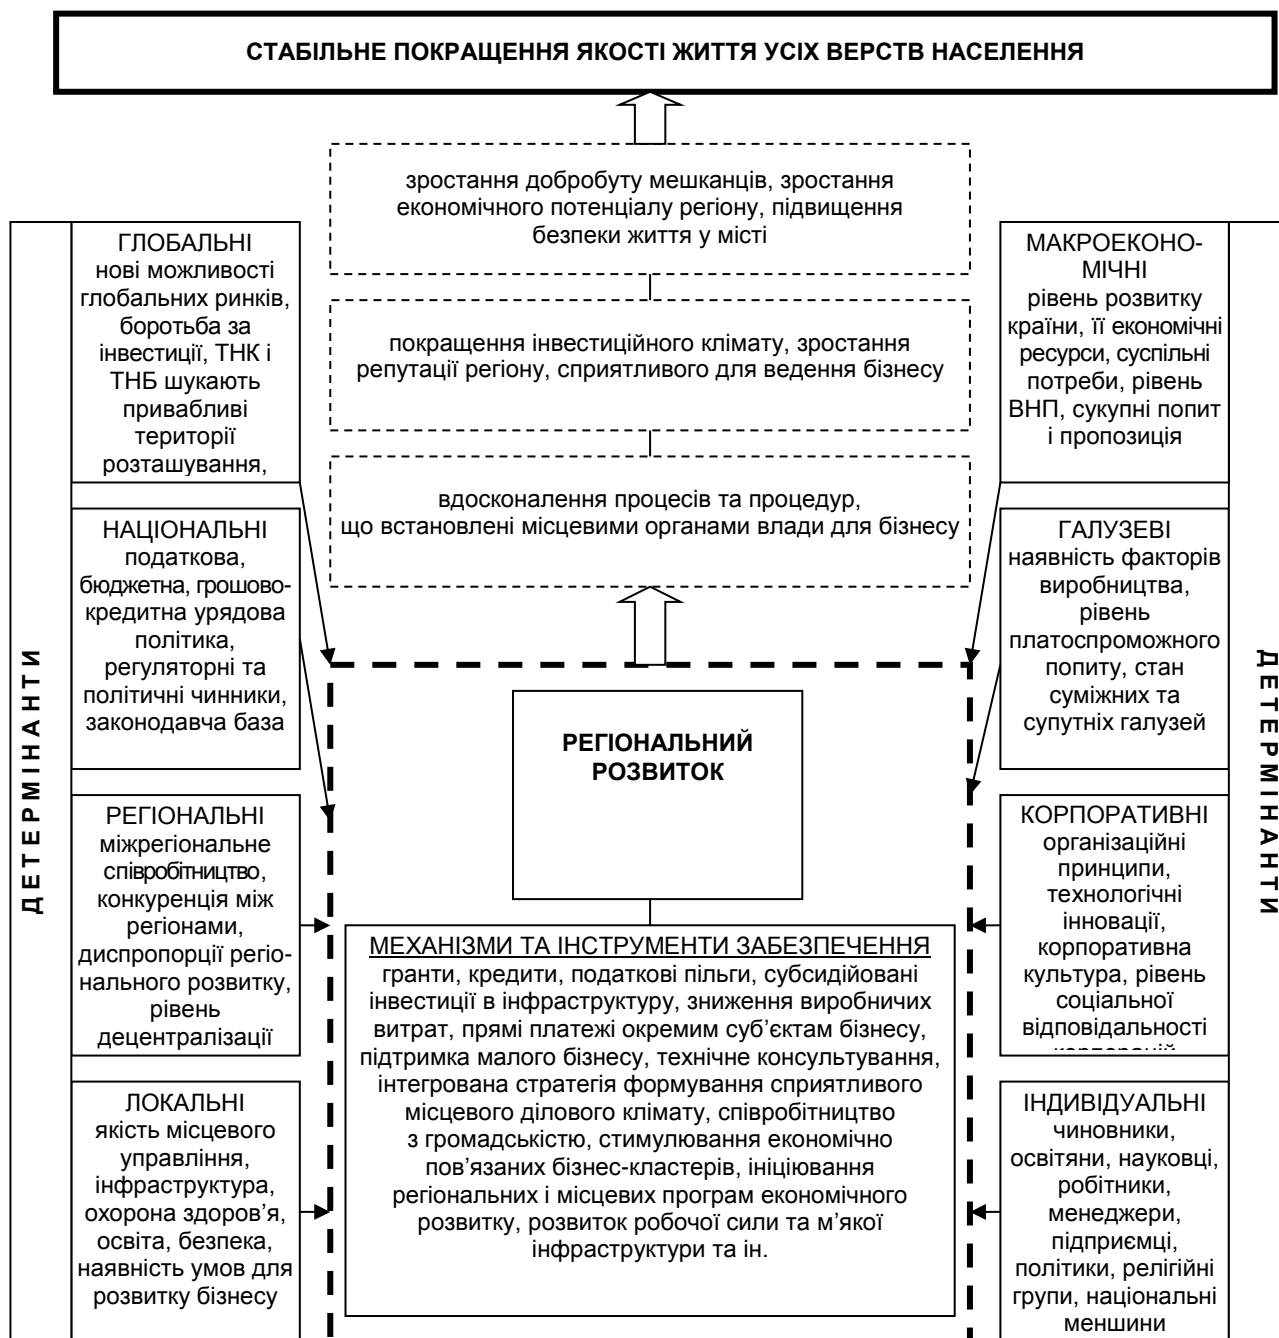 СТАБІЛЬНЕ ПОКРАЩЕННЯ ЯКОСТІ ЖИТТЯ УСІХ ВЕРСТВ НАСЕЛЕННЯ
зростання добробуту мешканців, зростання
економічного потенціалу регіону, підвищення
безпеки життя у місті
покращення інвестиційного клімату, зростання
репутації регіону, сприятливого для ведення бізнесу
вдосконалення процесів та процедур,
що встановлені місцевими органами влади для бізнесу
ДЕТЕРМІНАНТИ
ГЛОБАЛЬНІ
нові можливості
глобальних ринків,
боротьба за
інвестиції, ТНК і
ТНБ шукають
привабливі
території
розташування,
НАЦІОНАЛЬНІ
податкова,
бюджетна, грошово-
кредитна урядова
політика,
регуляторні та
політичні чинники,
законодавча база
РЕГІОНАЛЬНІ
міжрегіональне
співробітництво,
конкуренція між
регіонами,
диспропорції регіо-
нального розвитку,
рівень
децентралізації
ЛОКАЛЬНІ
якість місцевого
управління,
інфраструктура,
охорона здоров’я,
освіта, безпека,
наявність умов для
розвитку бізнесу
РЕГІОНАЛЬНИЙ
РОЗВИТОК
МЕХАНІЗМИ ТА ІНСТРУМЕНТИ ЗАБЕЗПЕЧЕННЯ
гранти, кредити, податкові пільги, субсидійовані
інвестиції в інфраструктуру, зниження виробничих
витрат, прямі платежі окремим суб’єктам бізнесу,
підтримка малого бізнесу, технічне консультування,
інтегрована стратегія формування сприятливого
місцевого ділового клімату, співробітництво
з громадськістю, стимулювання економічно
пов’язаних бізнес-кластерів, ініціювання
регіональних і місцевих програм економічного
розвитку, розвиток робочої сили та м’якої
інфраструктури та ін.
МАКРОЕКОНО-
МІЧНІ
рівень розвитку
країни, її економічні
ресурси, суспільні
потреби, рівень
ВНП, сукупні попит
і пропозиція
ГАЛУЗЕВІ
наявність факторів
виробництва,
рівень
платоспроможного
попиту, стан
суміжних та
супутніх галузей
КОРПОРАТИВНІ
організаційні
принципи,
технологічні
інновації,
корпоративна
культура, рівень
соціальної
відповідальності
ІНДИВІДУАЛЬНІ
чиновники,
освітяни, науковці,
робітники,
менеджери,
підприємці,
політики, релігійні
групи, національні
меншини
ДЕТЕРМІНАНТИ